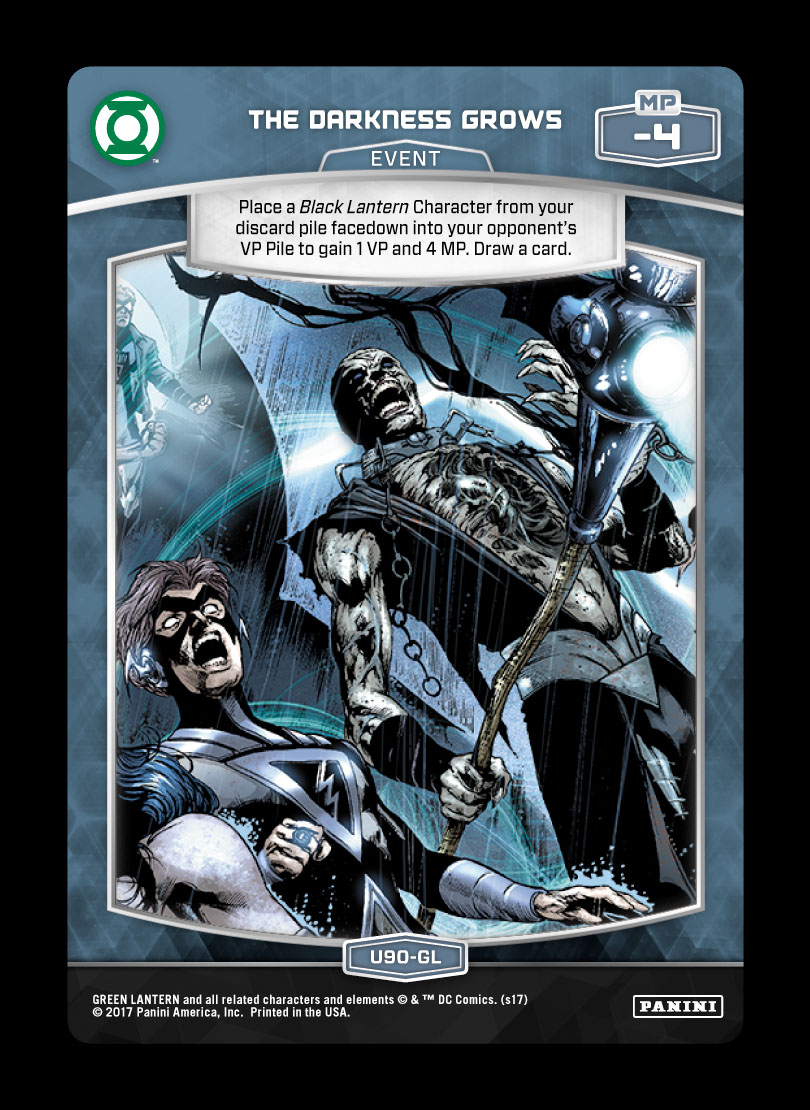 THE DARKNESS GROWS
MP
-4
EVENT
Place a Black Lantern Character from your
discard pile facedown into your opponent's
VP Pile to gain 1 VP and 4 MP. Draw a card.
U90-GL
GREEN LANTERN and all related characters and elements © & ™ DC Comics. (s17)
© 2017 Panini America, Inc. Printed in the USA.
PANINI